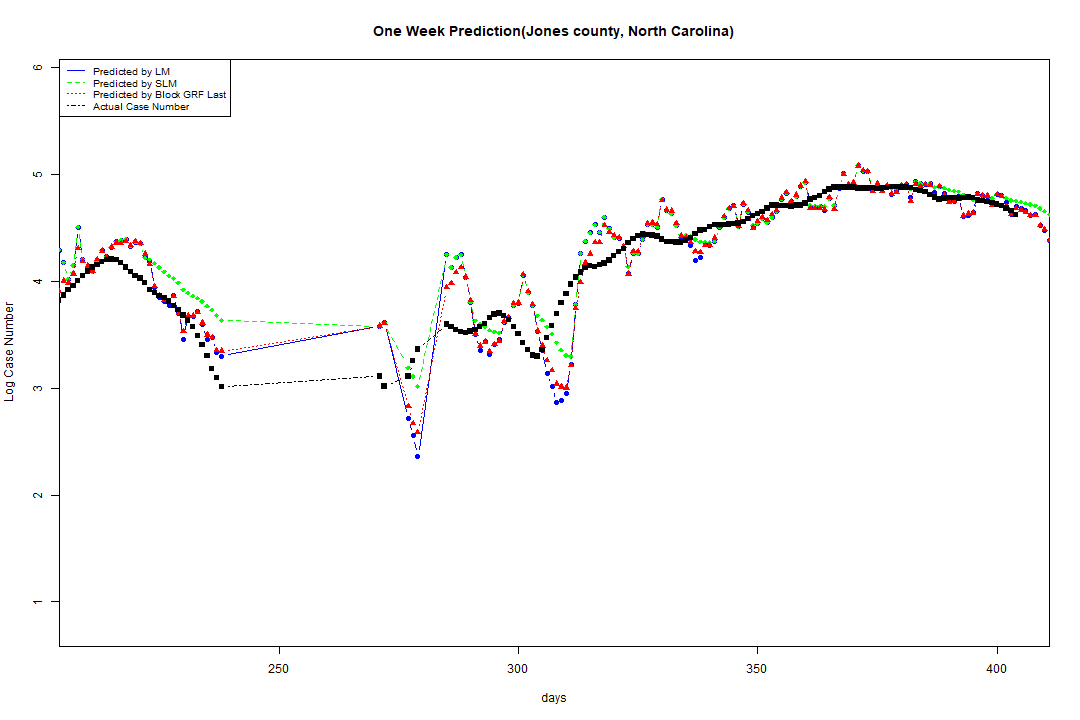 One Week Prediction(Jones county, North Carolina)
Predicted by LM
Predicted by SLM
Predicted by Block GRF Last
Actual Case Number
6
5
4
3
2
1
Log Case Number
250
300
350
400
days